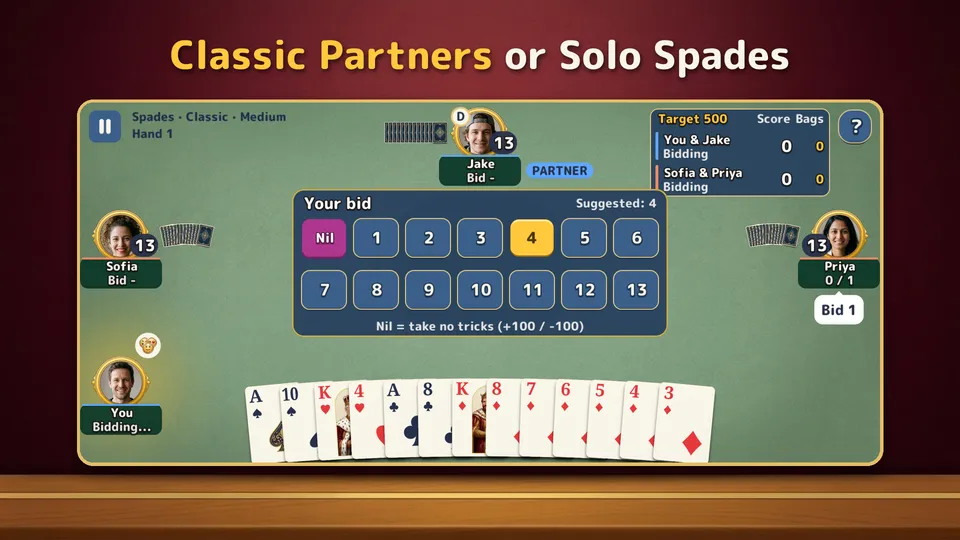 Classic Partners or Solo Spades
Spades · Classic · Medium
Hand 1
D
13
Jake
Bid -
PARTNER
Target 500 Score Bags
You & Jake
Bidding
0 0
Sofia & Priya
Bidding
0 0
?
Your bid
Suggested: 4
Nil 1 2 3 4 5 6
7 8 9 10 11 12 13
Nil = take no tricks (+100 / -100)
13
Sofia
Bid -
13
Priya
0 / 1
Bid 1
You
Bidding...
A 10 K 4 A 8 K 8 7 6 5 4 3